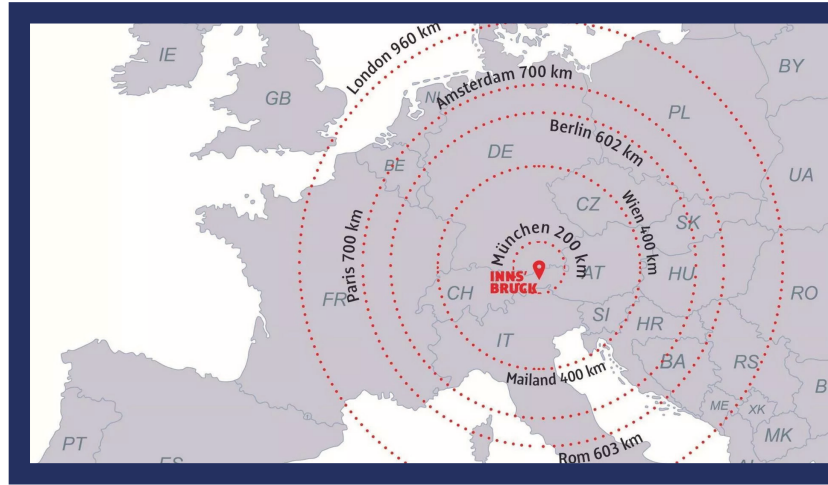 London 960 km
IE
BY
GB
Amsterdam 700 km
NL
PL
Berlin 602 km
DE
BE
UA
CZ
Wien 400 km
SK
Paris 700 km
München 200 km
INNS'
BRUCK
AT
HU
FR
CH
RO
SI
HR
IT
BA
RS
Mailand 400 km
B
ME
XK
PT
MK
Rom 603 km
ES